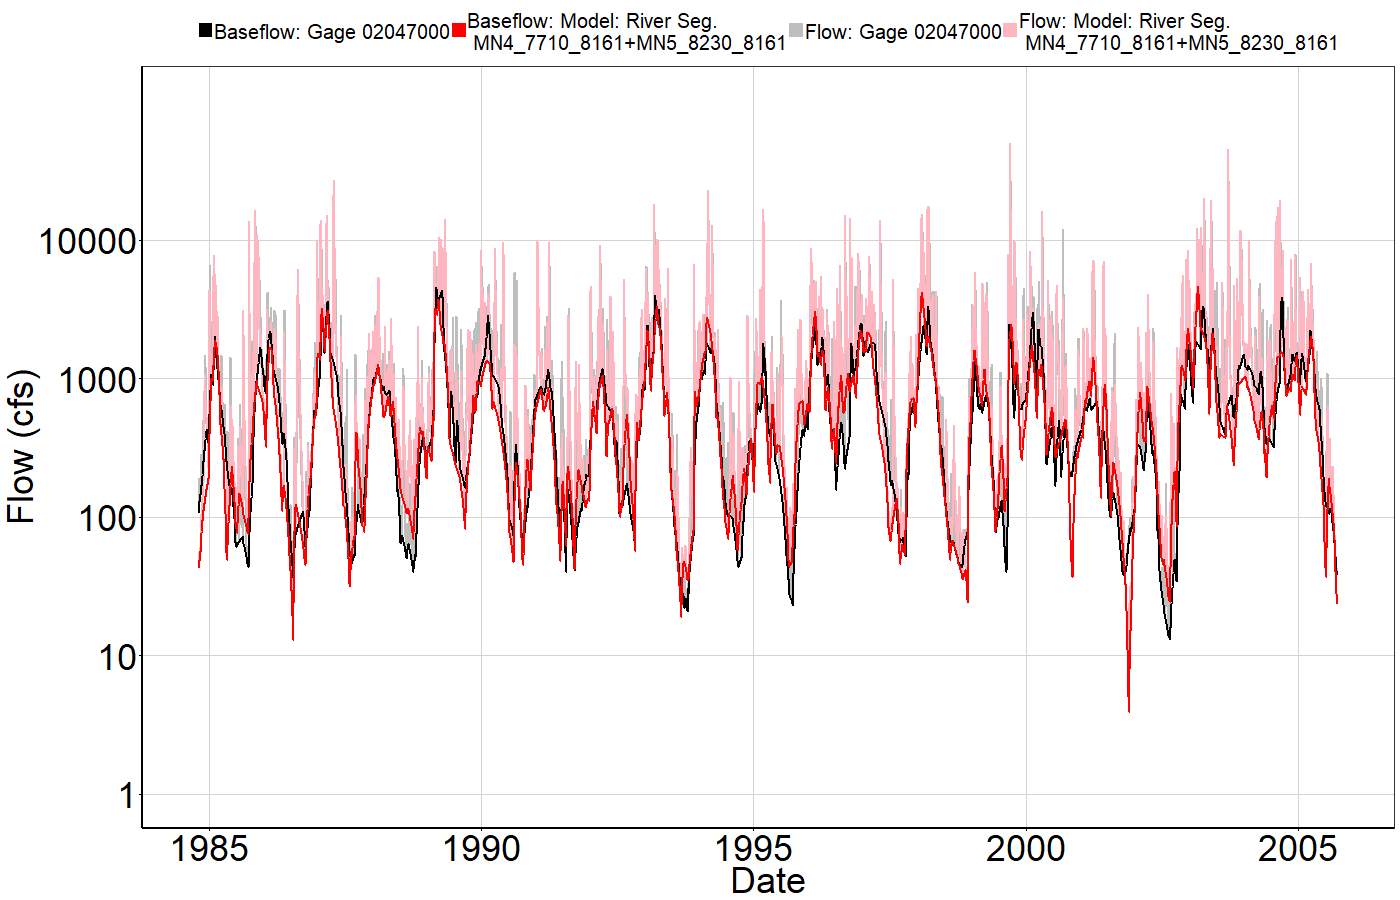 Baseflow: Gage 02047000
Baseflow: Model: River Seg.
MN4_7710_8161+MN5_8230_8161
Flow: Gage 02047000
Flow: Model: River Seg.
MN4_7710_8161+MN5_8230_8161
Flow (cfs)
10000
1000
100
10
1
1985
1990
1995
2000
2005
Date